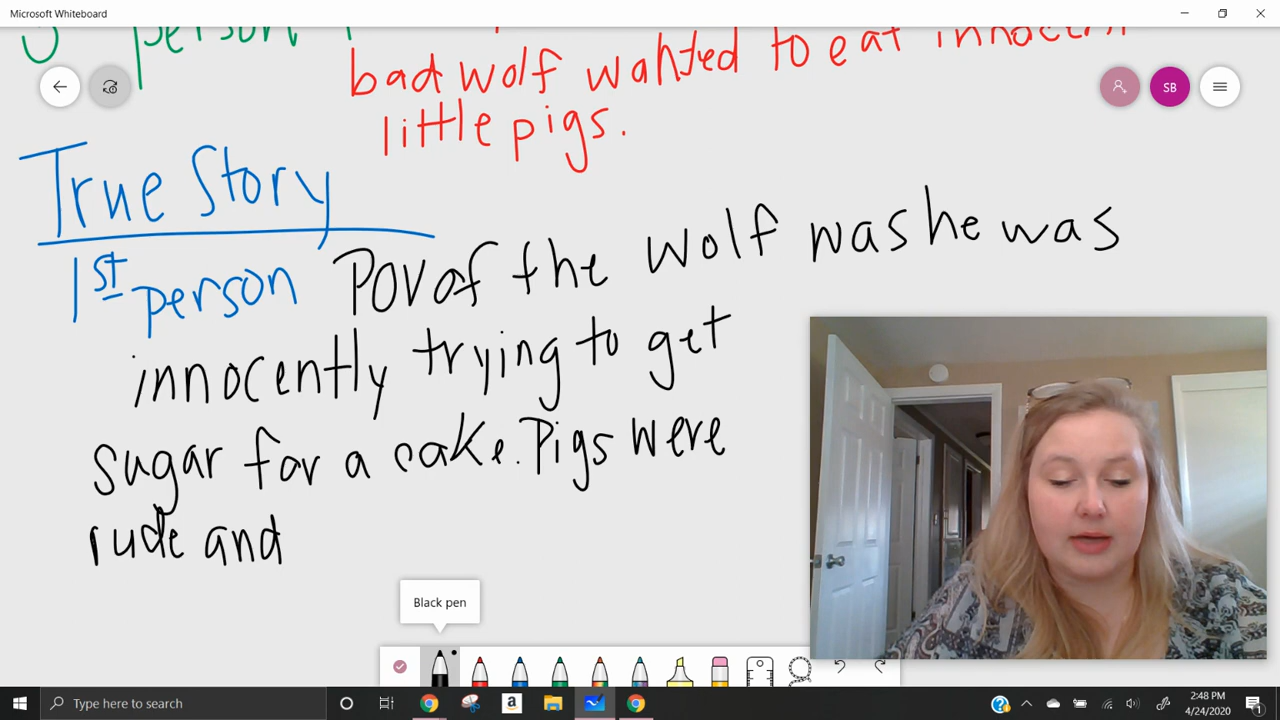 Microsoft Whiteboard
person
bad wolf wanted to eat innocent
little pigs.
SB
True Story
1st person POV of the wolf was he was
innocently trying to get
sugar for a cake. Pigs were
rude and
Black pen
Type here to search
2:48 PM
4/24/2020